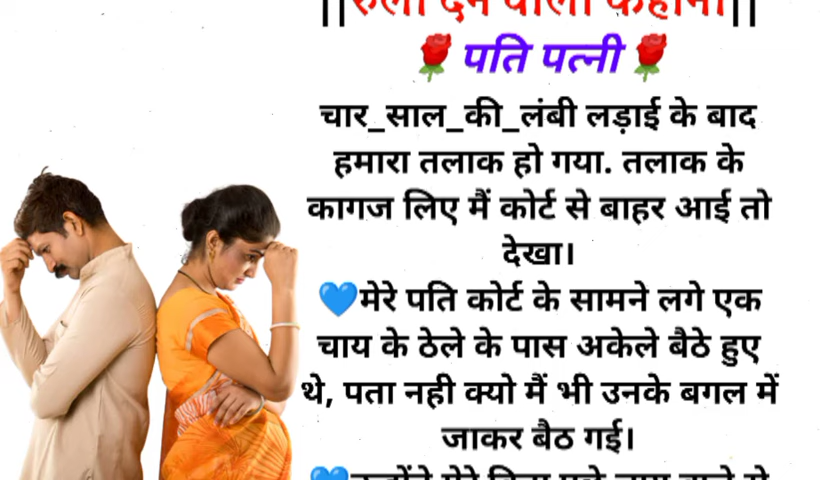 ||रुला देने वाली कहानी||
🌹पति पत्नी🌹
चार_साल_की_लंबी लड़ाई के बाद
हमारा तलाक हो गया. तलाक के
कागज लिए मैं कोर्ट से बाहर आई तो
देखा।
💙मेरे पति कोर्ट के सामने लगे एक
चाय के ठेले के पास अकेले बैठे हुए
थे, पता नही क्यो मैं भी उनके बगल में
जाकर बैठ गई।